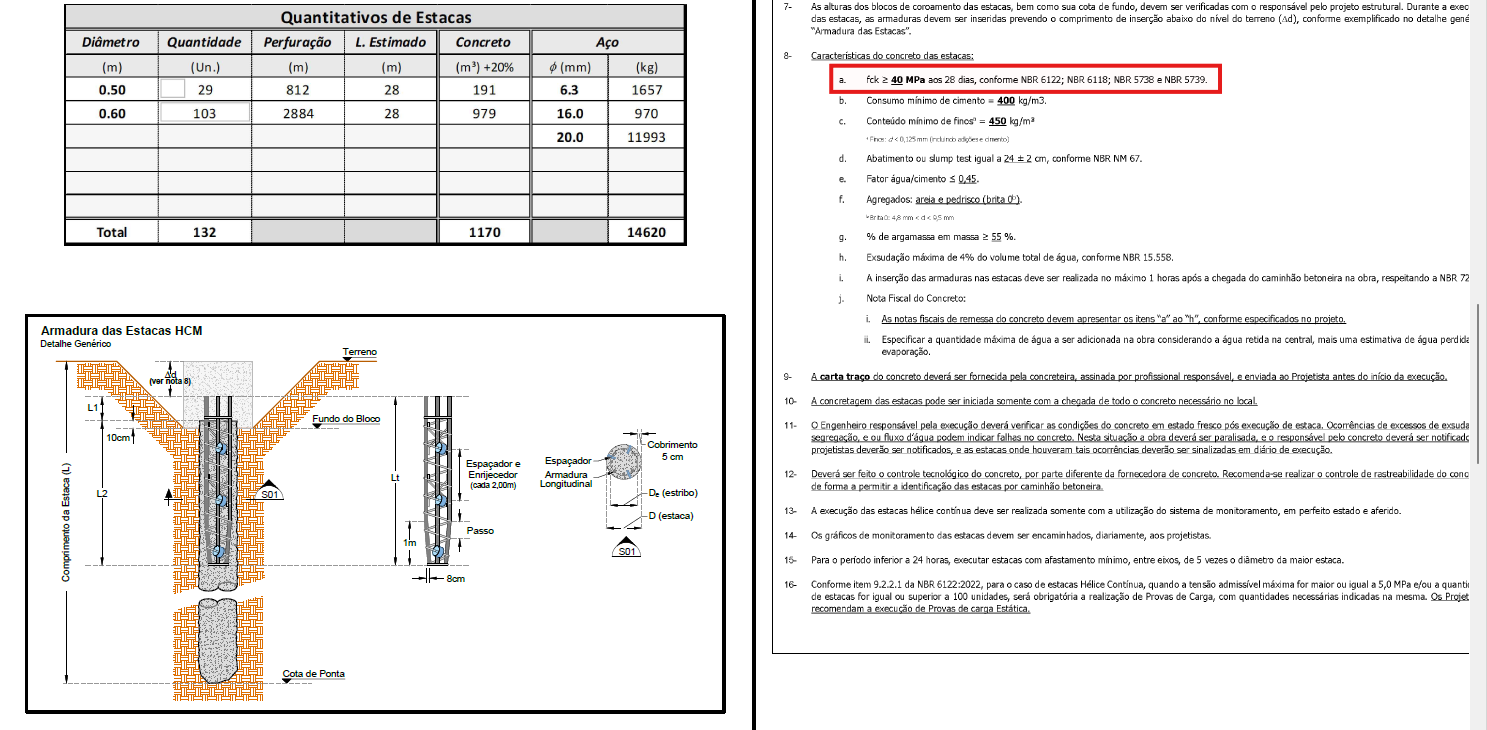 Quantitativos de Estacas
Diâmetro Quantidade Perfuração L. Estimado Concreto Aço
(m) (Un.) (m) (m) (m³) +20% ϕ (mm) (kg)
0.50 29 812 28 191 6.3 1657
0.60 103 2884 28 979 16.0 970
20.0 11993
Total 132 1170 14620
Armadura das Estacas HCM
Detalhe Genérico
Terreno
Δd
(ver nota 8)
L1
Fundo do Bloco
10cm
Cobrimento
5 cm
Espaçador
Armadura
Longitudinal
Espaçador e
Enrijecedor
(cada 2,00m)
Comprimento da Estaca (L)
L2
S01
Lt
De (estribo)
D (estaca)
Passo
1m
S01
8cm
Cota de Ponta
7- As alturas dos blocos de coroamento das estacas, bem como sua cota de fundo, devem ser verificadas com o responsável pelo projeto estrutural. Durante a exec
das estacas, as armaduras devem ser inseridas prevendo o comprimento de inserção abaixo do nível do terreno (Δd), conforme exemplificado no detalhe gené
"Armadura das Estacas".
8- Características do concreto das estacas:
a. fck ≥ 40 MPa aos 28 dias, conforme NBR 6122; NBR 6118; NBR 5738 e NBR 5739.
b. Consumo mínimo de cimento = 400 kg/m3.
c. Conteúdo mínimo de finosª = 450 kg/m³
ª Finos: d < 0,125 mm (incluindo adições e cimento)
d. Abatimento ou slump test igual a 24 ± 2 cm, conforme NBR NM 67.
e. Fator água/cimento ≤ 0,45.
f. Agregados: areia e pedrisco (brita 0ᵇ).
ᵇ Brita 0: 4,8 mm < d < 9,5 mm
g. % de argamassa em massa ≥ 55 %.
h. Exsudação máxima de 4% do volume total de água, conforme NBR 15.558.
i. A inserção das armaduras nas estacas deve ser realizada no máximo 1 horas após a chegada do caminhão betoneira na obra, respeitando a NBR 72
j. Nota Fiscal do Concreto:
i. As notas fiscais de remessa do concreto devem apresentar os itens "a" ao "h", conforme especificados no projeto.
ii. Especificar a quantidade máxima de água a ser adicionada na obra considerando a água retida na central, mais uma estimativa de água perdida
evaporação.
9- A carta traço do concreto deverá ser fornecida pela concreteira, assinada por profissional responsável, e enviada ao Projetista antes do início da execução.
10- A concretagem das estacas pode ser iniciada somente com a chegada de todo o concreto necessário no local.
11- O Engenheiro responsável pela execução deverá verificar as condições do concreto em estado fresco pós execução de estaca. Ocorrências de excessos de exsuda
segregação, e ou fluxo d'água podem indicar falhas no concreto. Nesta situação a obra deverá ser paralisada, e o responsável pelo concreto deverá ser notificado
projetistas deverão ser notificados, e as estacas onde houveram tais ocorrências deverão ser sinalizadas em diário de execução.
12- Deverá ser feito o controle tecnológico do concreto, por parte diferente da fornecedora de concreto. Recomenda-se realizar o controle de rastreabilidade do conc
de forma a permitir a identificação das estacas por caminhão betoneira.
13- A execução das estacas hélice contínua deve ser realizada somente com a utilização do sistema de monitoramento, em perfeito estado e aferido.
14- Os gráficos de monitoramento das estacas devem ser encaminhados, diariamente, aos projetistas.
15- Para o período inferior a 24 horas, executar estacas com afastamento mínimo, entre eixos, de 5 vezes o diâmetro da maior estaca.
16- Conforme item 9.2.2.1 da NBR 6122:2022, para o caso de estacas Hélice Contínua, quando a tensão admissível máxima for maior ou igual a 5,0 MPa e/ou a quanti
de estacas for igual ou superior a 100 unidades, será obrigatória a realização de Provas de Carga, com quantidades necessárias indicadas na mesma. Os Projet
recomendam a execução de Provas de carga Estática.